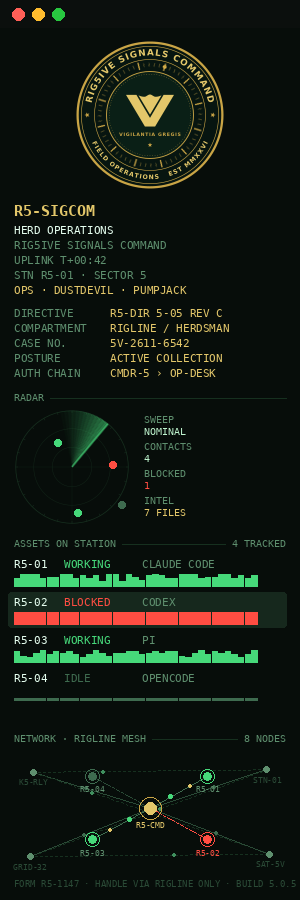 RIG5IVE SIGNALS COMMAND
VIGILANTIA GREGIS
FIELD OPERATIONS
EST MMXXVI
R5-SIGCOM
HERD OPERATIONS
RIG5IVE SIGNALS COMMAND
UPLINK T+00:42
STN R5-01 · SECTOR 5
OPS · DUSTDEVIL · PUMPJACK
DIRECTIVE R5-DIR 5-05 REV C
COMPARTMENT RIGLINE / HERDSMAN
CASE NO. 5V-2611-6542
POSTURE ACTIVE COLLECTION
AUTH CHAIN CMDR-5 › OP-DESK
RADAR
SWEEP
NOMINAL
CONTACTS
4
BLOCKED
1
INTEL
7 FILES
ASSETS ON STATION 4 TRACKED
R5-01 WORKING CLAUDE CODE
R5-02 BLOCKED CODEX
R5-03 WORKING PI
R5-04 IDLE OPENCODE
NETWORK · RIGLINE MESH 8 NODES
K5-RLY
R5-04
R5-01
STN-01
R5-CMD
R5-03
R5-02
GRID-32
SAT-5V
FORM R5-1147 · HANDLE VIA RIGLINE ONLY · BUILD 5.0.5